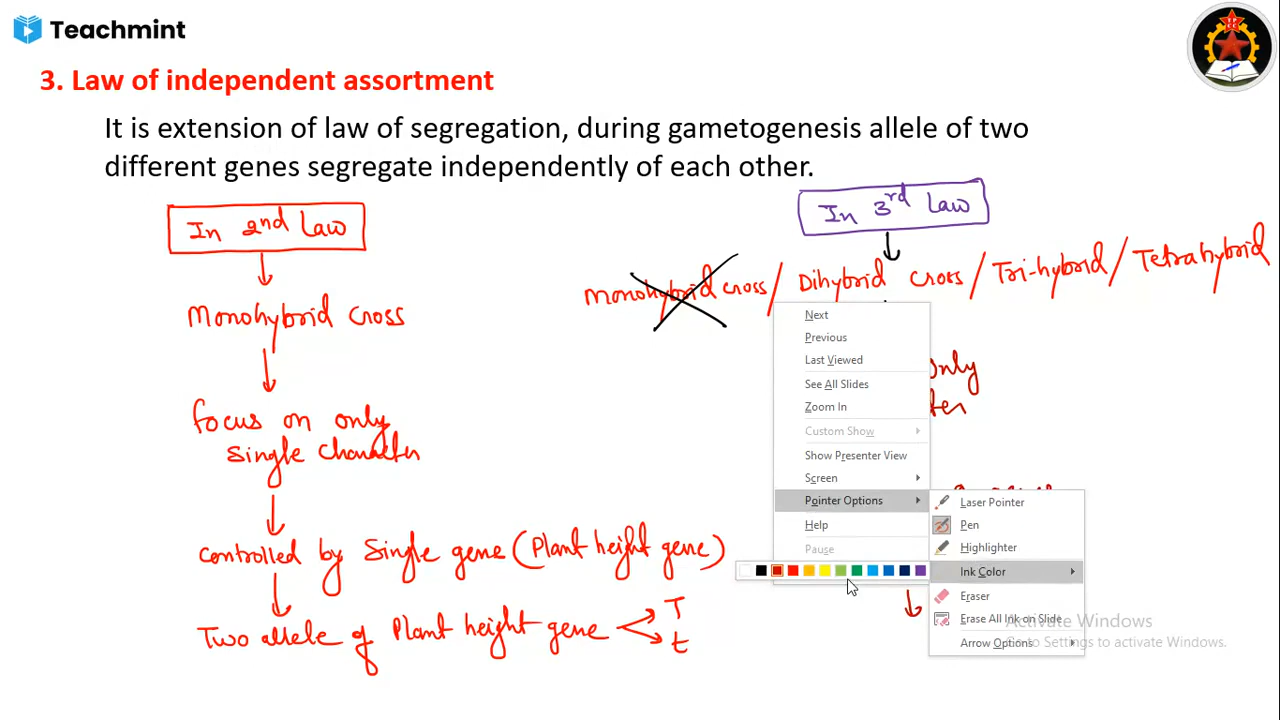 Teachmint
3. Law of independent assortment
It is extension of law of segregation, during gametogenesis allele of two
different genes segregate independently of each other.
In 2nd Law
Monohybrid cross
focus on only
single character
controlled by single gene (Plant height gene)
Two allele of Plant height gene T
t
In 3rd Law
Monohybrid cross / Dihybrid cross / Tri-hybrid / Tetrahybrid
only
Next
Previous
Last Viewed
See All Slides
Zoom In
Custom Show
Show Presenter View
Screen
Pointer Options
Help
Pause
Laser Pointer
Pen
Highlighter
Ink Color
Eraser
Erase All Ink on Slide
Arrow Options
Activate Windows
Go to Settings to activate Windows.